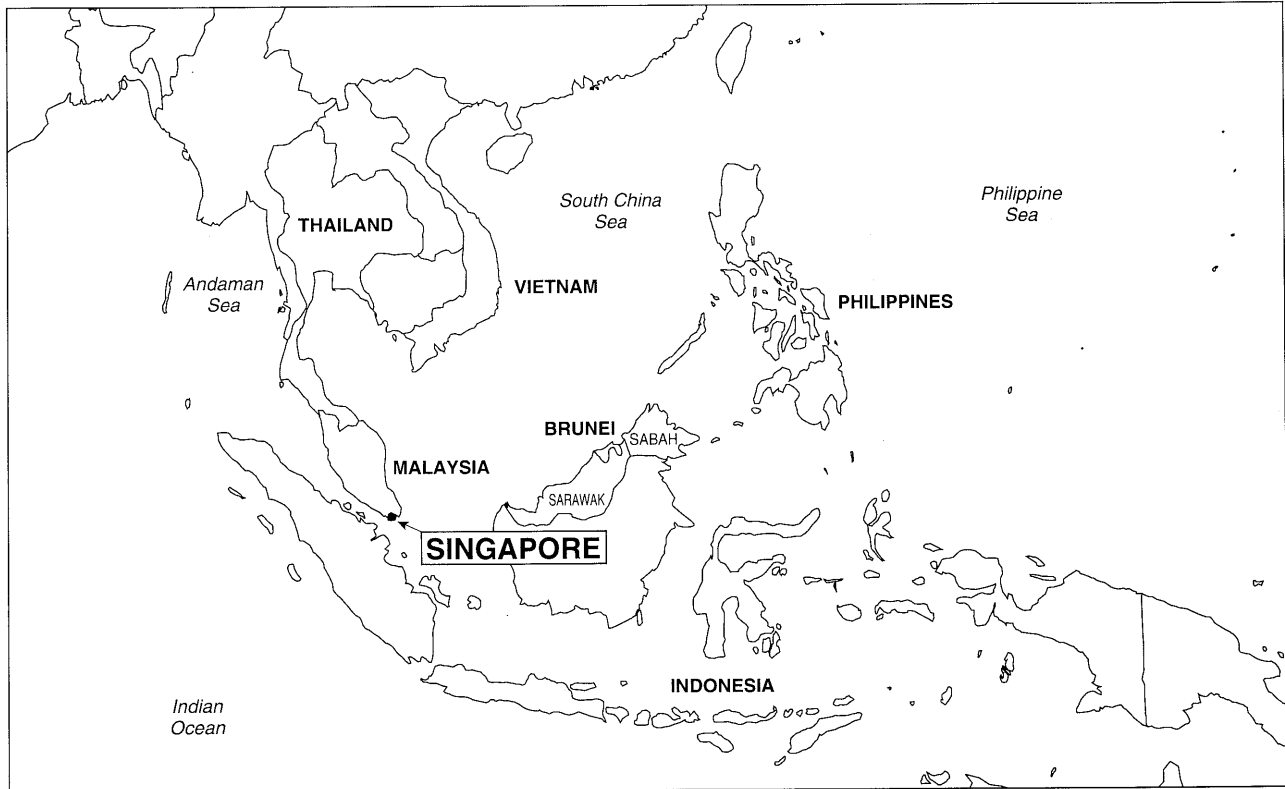 South China
Sea
Philippine
Sea
THAILAND
Andaman
Sea
VIETNAM
PHILIPPINES
BRUNEI
SABAH
MALAYSIA
SARAWAK
SINGAPORE
INDONESIA
Indian
Ocean